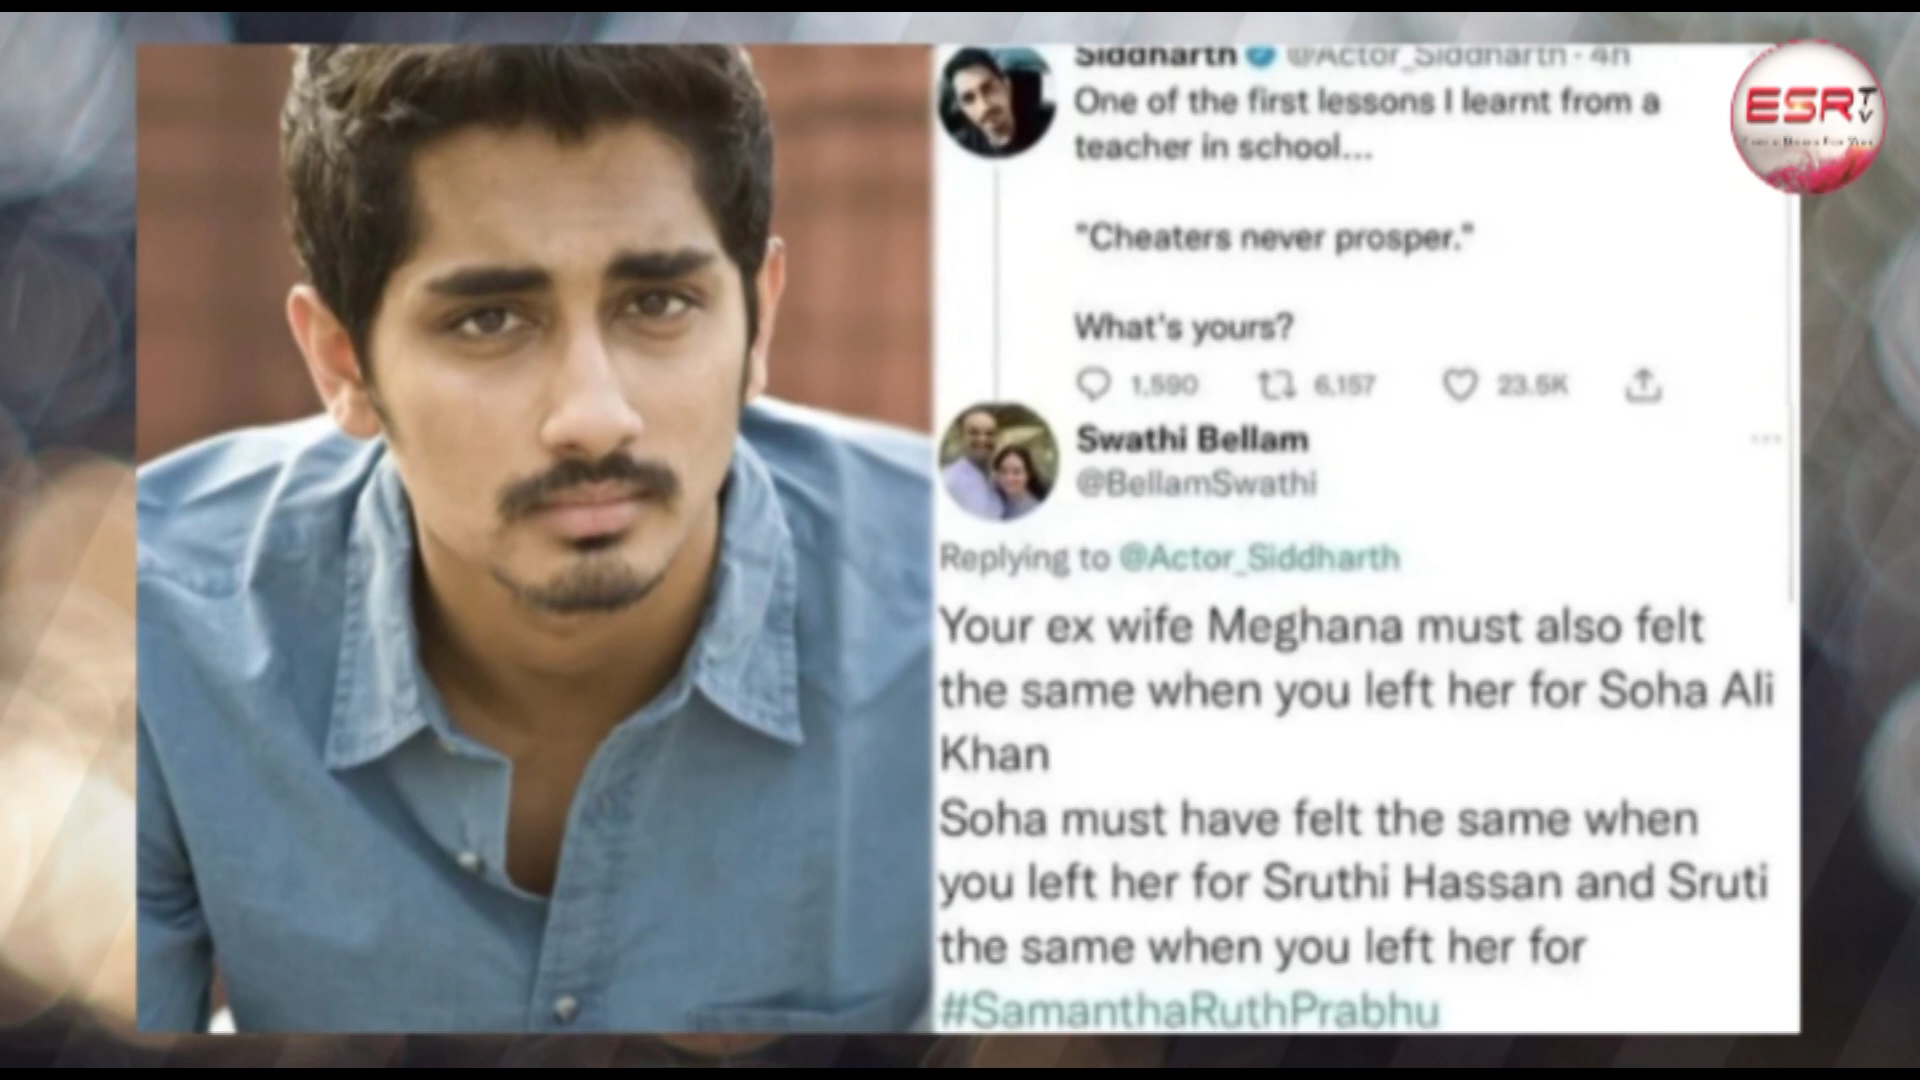 Siddharth @Actor_Siddharth · 4h
One of the first lessons I learnt from a
teacher in school...
"Cheaters never prosper."
What's yours?
1,590 6,157 23.5K
Swathi Bellam
@BellamSwathi
Replying to @Actor_Siddharth
Your ex wife Meghana must also felt
the same when you left her for Soha Ali
Khan
Soha must have felt the same when
you left her for Sruthi Hassan and Sruti
the same when you left her for
#SamanthaRuthPrabhu
ESR TV